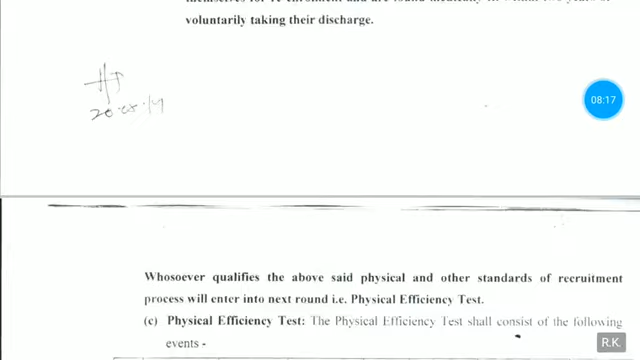 voluntarily taking their discharge.
08:17
Whosoever qualifies the above said physical and other standards of recruitment
process will enter into next round i.e. Physical Efficiency Test.
(c) Physical Efficiency Test: The Physical Efficiency Test shall consist of the following
events -
R.K.